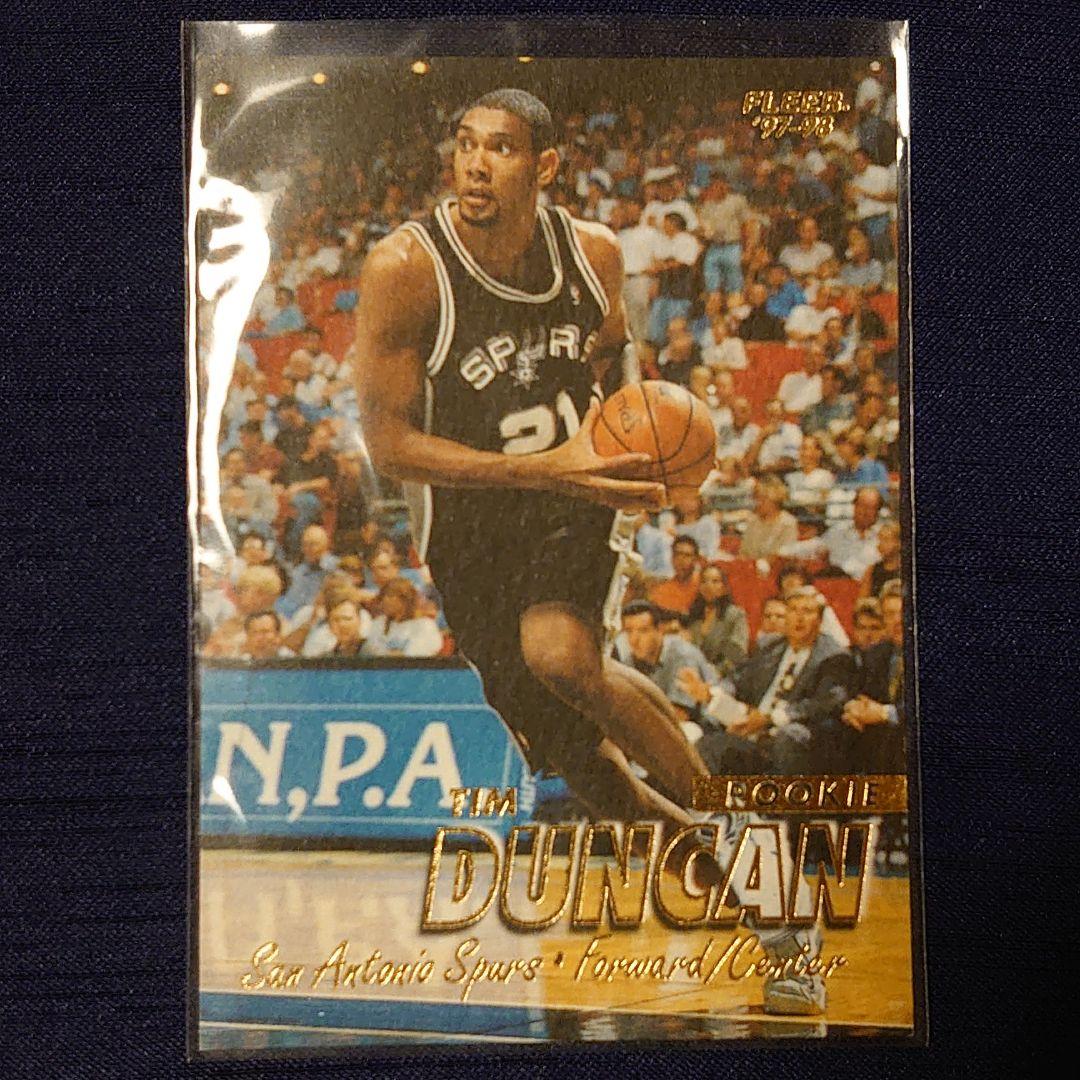 FLEER.
'97-98
SPURS
21
N,P.A
ROOKIE
TIM
DUNCAN
San Antonio Spurs • Forward/Center